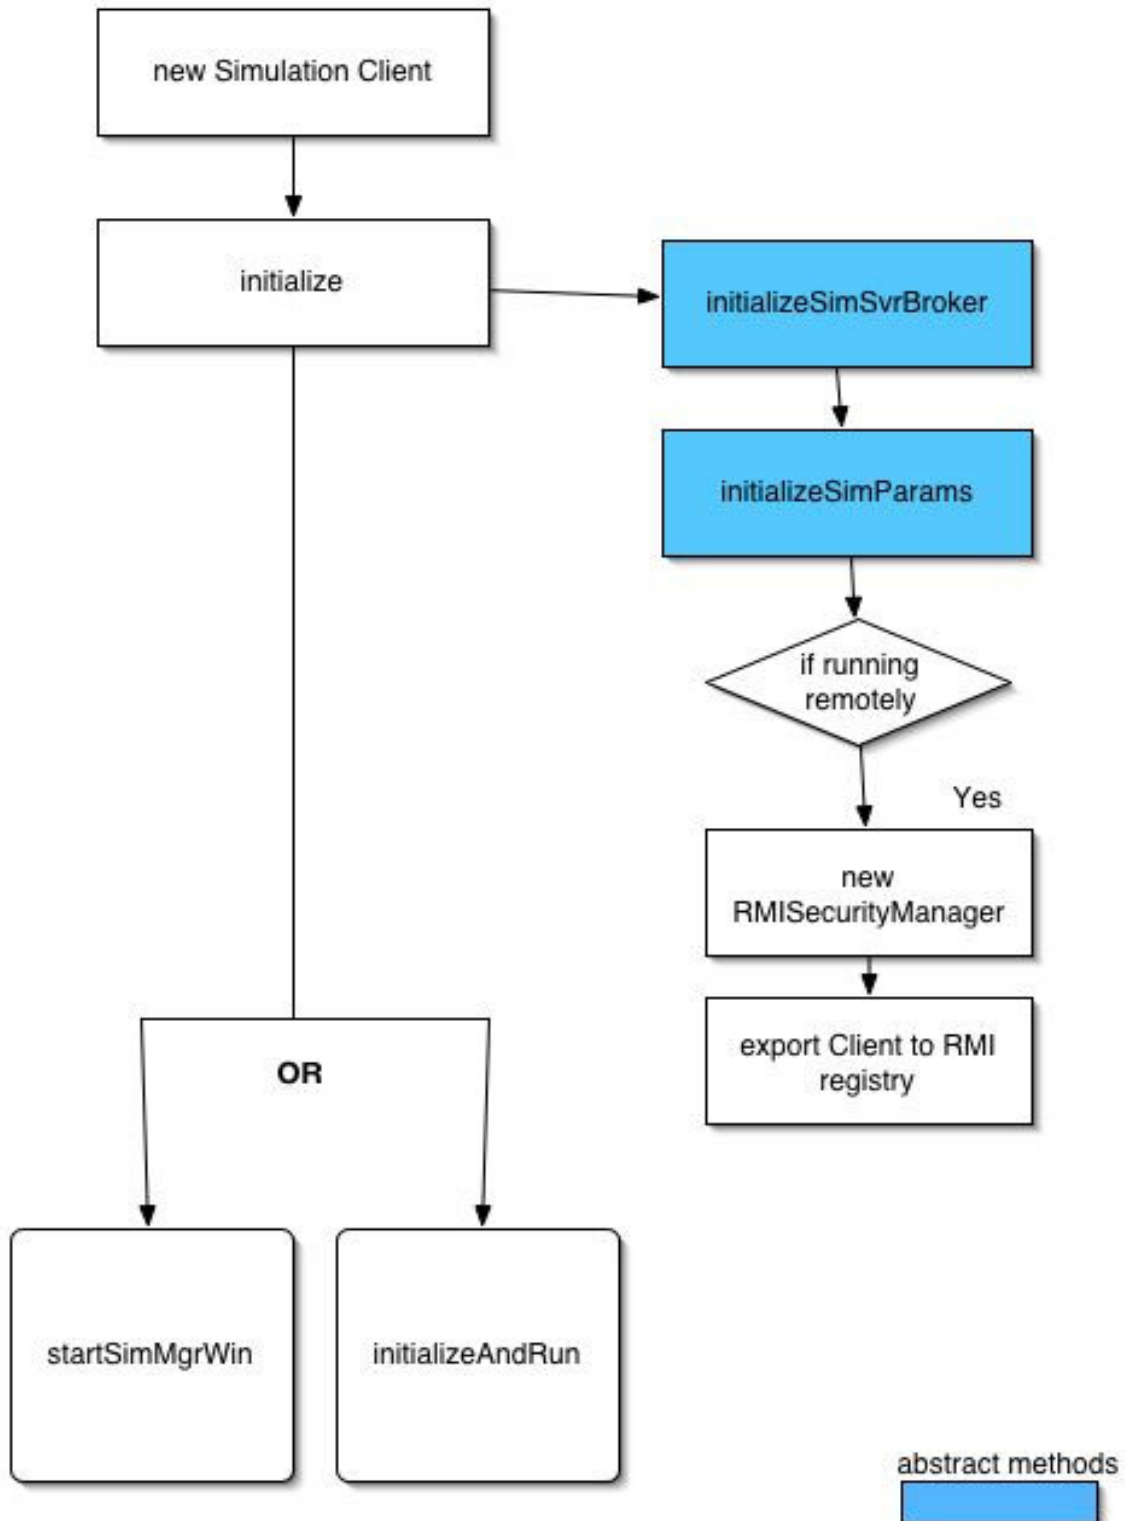 new Simulation Client
initialize
initializeSimSvrBroker
initializeSimParams
if running
remotely
Yes
new
RMISecurityManager
export Client to RMI
registry
OR
startSimMgrWin
initializeAndRun
abstract methods